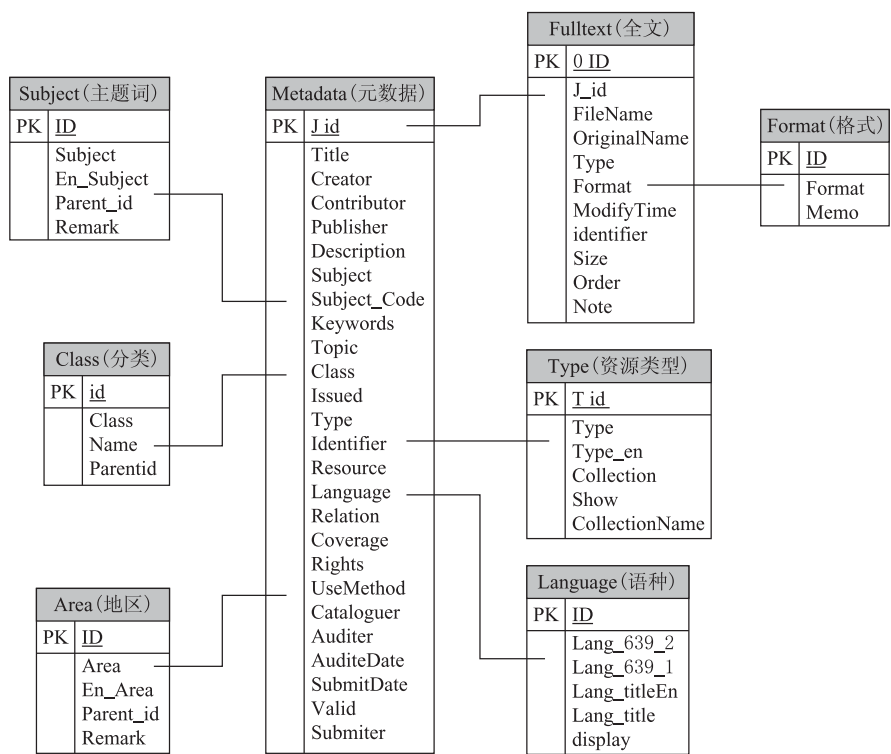 Subject(主题词)
PK ID
Subject
En_Subject
Parent_id
Remark
Class(分类)
PK id
Class
Name
Parentid
Area(地区)
PK ID
Area
En_Area
Parent_id
Remark
Metadata(元数据)
PK J id
Title
Creator
Contributor
Publisher
Description
Subject
Subject_Code
Keywords
Topic
Class
Issued
Type
Identifier
Resource
Language
Relation
Coverage
Rights
UseMethod
Cataloguer
Auditer
AuditeDate
SubmitDate
Valid
Submiter
Fulltext(全文)
PK 0 ID
J_id
FileName
OriginalName
Type
Format
ModifyTime
identifier
Size
Order
Note
Format(格式)
PK ID
Format
Memo
Type(资源类型)
PK T id
Type
Type_en
Collection
Show
CollectionName
Language(语种)
PK ID
Lang_639_2
Lang_639_1
Lang_titleEn
Lang_title
display